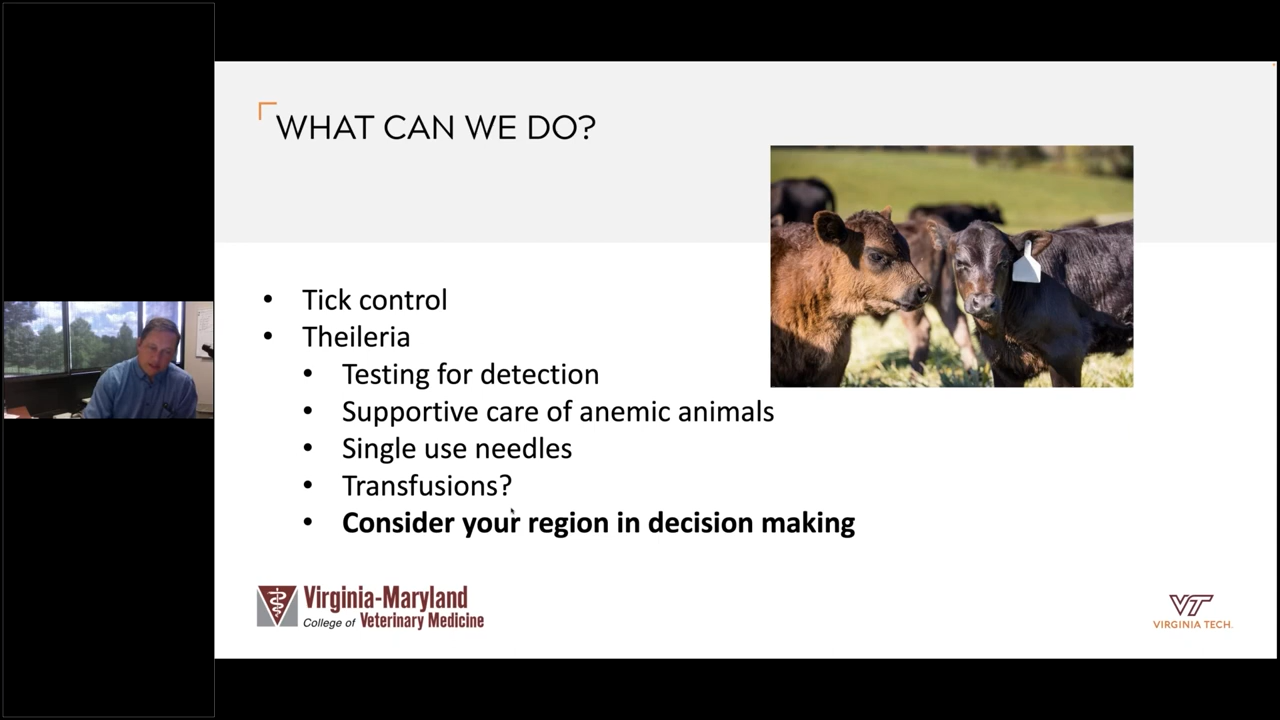 WHAT CAN WE DO?
• Tick control
• Theileria
• Testing for detection
• Supportive care of anemic animals
• Single use needles
• Transfusions?
• Consider your region in decision making
Virginia-Maryland
College of Veterinary Medicine
VT
VIRGINIA TECH.